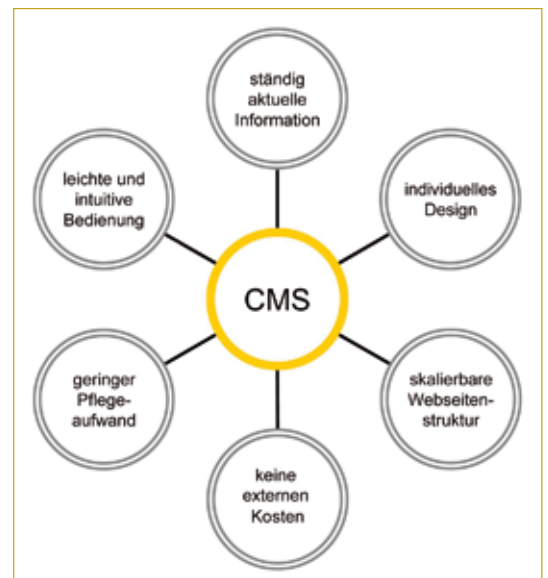 ständig
aktuelle
Information
leichte und
intuitive
Bedienung
individuelles
Design
CMS
geringer
Pflege-
aufwand
skalierbare
Webseiten-
struktur
keine
externen
Kosten